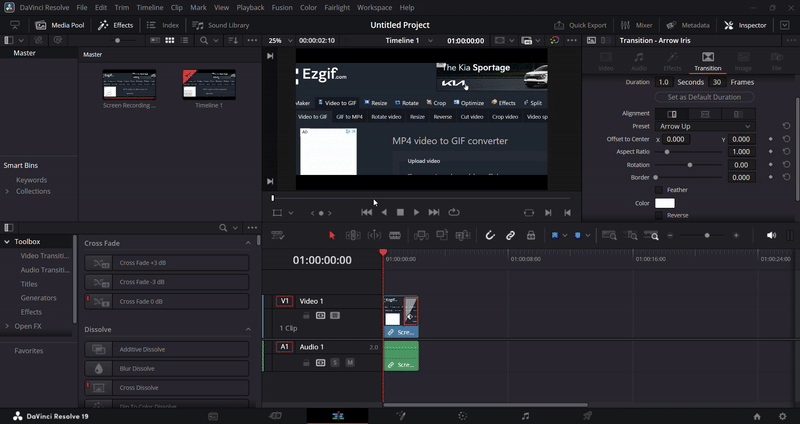 DaVinci Resolve File Edit Trim Timeline Clip Mark View Playback Fusion Color Fairlight Workspace Help
Media Pool Effects Index Sound Library Untitled Project Quick Export Mixer Metadata Inspector
Master
Master
Screen Recording ...
Timeline 1
Smart Bins
Keywords
Collections
25% 00:00:02:10 Timeline 1 01:00:00:00
Ezgif.com
The Kia Sportage
KIA
Maker Video to GIF Resize Rotate Crop Optimize Effects Split
Video to GIF GIF to MP4 Rotate video Resize Reverse Cut video Crop video Video sp
AD
MP4 video to GIF converter
Upload video
Transition - Arrow Iris
Video Audio Effects Transition Image File
Duration 1.0 Seconds 30 Frames
Set as Default Duration
Alignment
Preset Arrow Up
Offset to Center X 0.000 Y 0.000
Aspect Ratio 1.000
Rotation 0.00
Border 0.000
Feather
Color
Reverse
Toolbox
Video Transiti...
Audio Transiti...
Titles
Generators
Effects
Open FX
Favorites
Cross Fade
Cross Fade +3 dB
Cross Fade -3 dB
Cross Fade 0 dB
Dissolve
Additive Dissolve
Blur Dissolve
Cross Dissolve
Dip To Color Dissolve
01:00:00:00
01:00:00:00 01:00:08:00 01:00:16:00 01:00:24:00
V1 Video 1
1 Clip
Scre...
A1 Audio 1 2.0
S M
Scre...
DaVinci Resolve 19